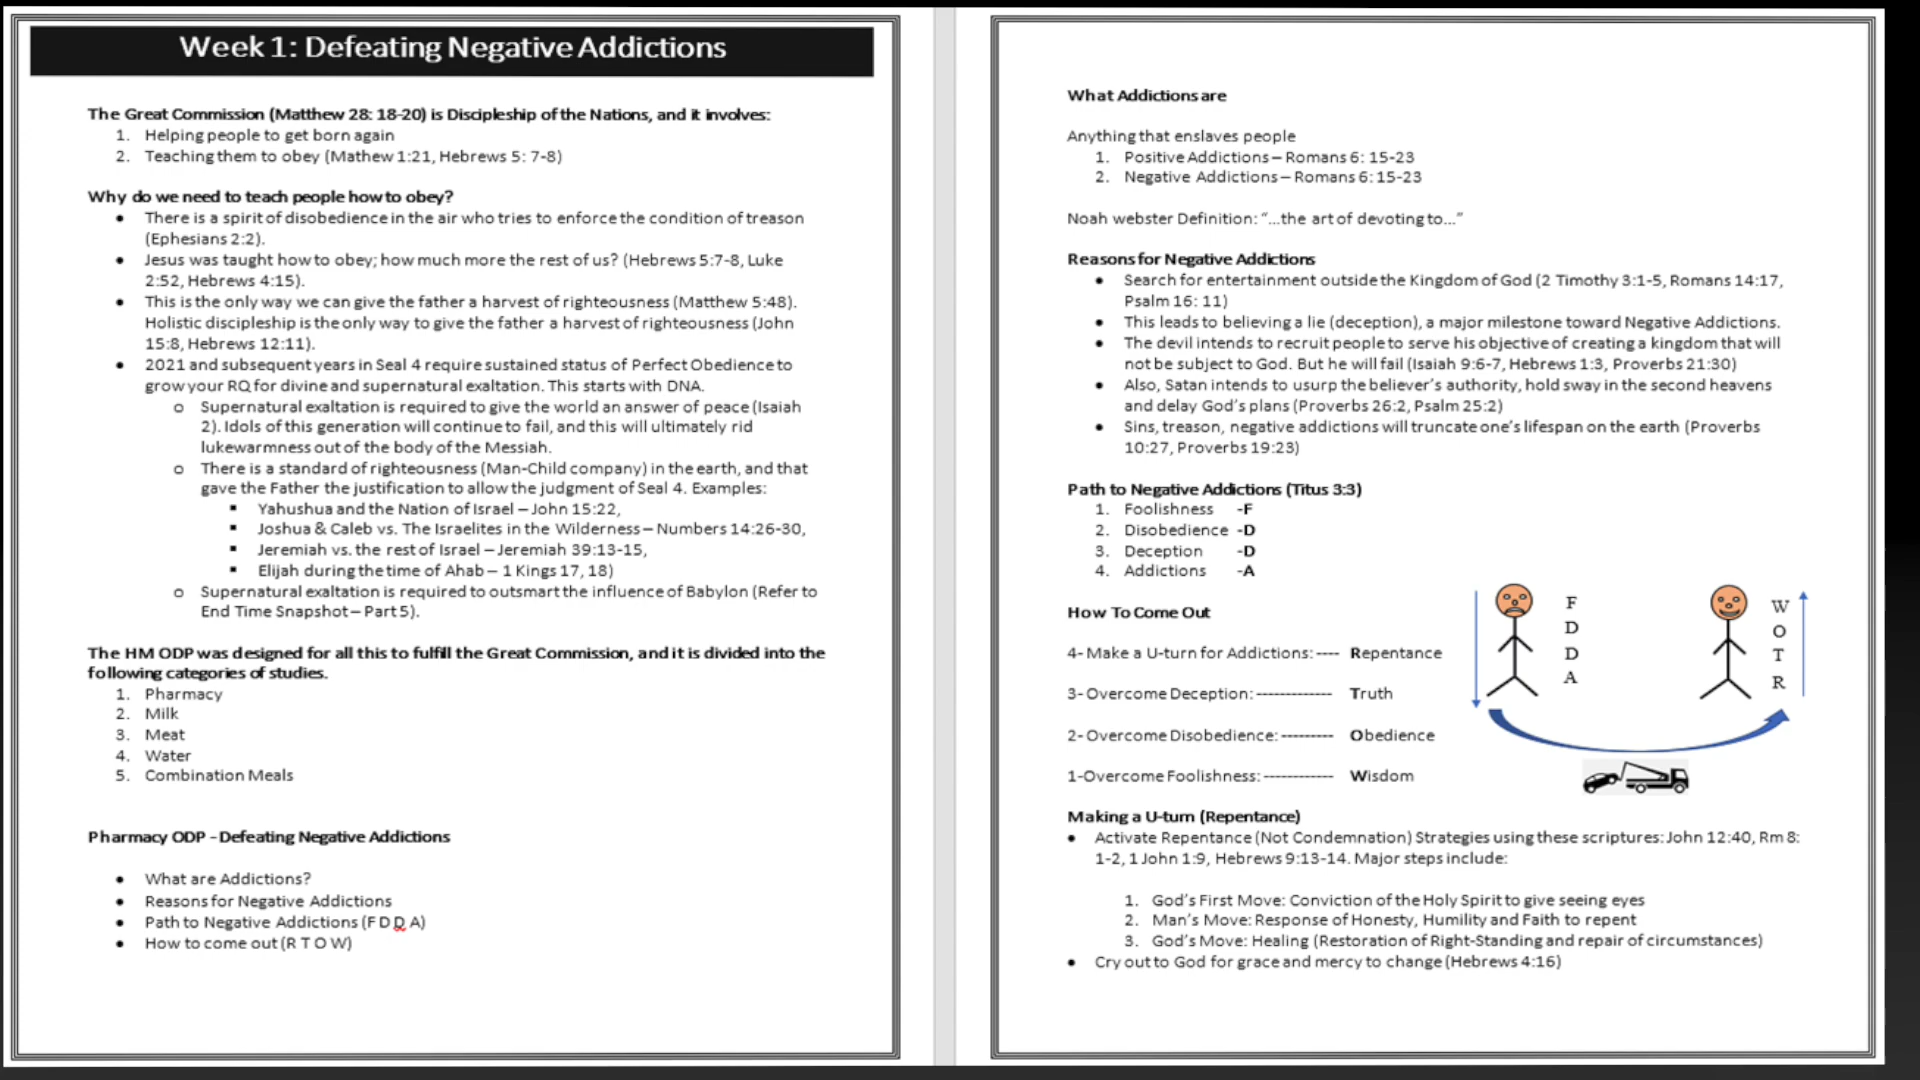 Week 1: Defeating Negative Addictions
The Great Commission (Matthew 28: 18-20) is Discipleship of the Nations, and it involves:
1. Helping people to get born again
2. Teaching them to obey (Mathew 1:21, Hebrews 5: 7-8)
Why do we need to teach people how to obey?
• There is a spirit of disobedience in the air who tries to enforce the condition of treason
(Ephesians 2:2).
• Jesus was taught how to obey; how much more the rest of us? (Hebrews 5:7-8, Luke
2:52, Hebrews 4:15).
• This is the only way we can give the father a harvest of righteousness (Matthew 5:48).
Holistic discipleship is the only way to give the father a harvest of righteousness (John
15:8, Hebrews 12:11).
• 2021 and subsequent years in Seal 4 require sustained status of Perfect Obedience to
grow your RQ for divine and supernatural exaltation. This starts with DNA.
o Supernatural exaltation is required to give the world an answer of peace (Isaiah
2). Idols of this generation will continue to fail, and this will ultimately rid
lukewarmness out of the body of the Messiah.
o There is a standard of righteousness (Man-Child company) in the earth, and that
gave the Father the justification to allow the judgment of Seal 4. Examples:
▪ Yahushua and the Nation of Israel – John 15:22,
▪ Joshua & Caleb vs. The Israelites in the Wilderness – Numbers 14:26-30,
▪ Jeremiah vs. the rest of Israel – Jeremiah 39:13-15,
▪ Elijah during the time of Ahab – 1 Kings 17, 18)
o Supernatural exaltation is required to outsmart the influence of Babylon (Refer to
End Time Snapshot – Part 5).
The HM ODP was designed for all this to fulfill the Great Commission, and it is divided into the
following categories of studies.
1. Pharmacy
2. Milk
3. Meat
4. Water
5. Combination Meals
Pharmacy ODP - Defeating Negative Addictions
• What are Addictions?
• Reasons for Negative Addictions
• Path to Negative Addictions (F D D A)
• How to come out (R T O W)
What Addictions are
Anything that enslaves people
1. Positive Addictions – Romans 6: 15-23
2. Negative Addictions – Romans 6: 15-23
Noah webster Definition: “...the art of devoting to...”
Reasons for Negative Addictions
• Search for entertainment outside the Kingdom of God (2 Timothy 3:1-5, Romans 14:17,
Psalm 16: 11)
• This leads to believing a lie (deception), a major milestone toward Negative Addictions.
• The devil intends to recruit people to serve his objective of creating a kingdom that will
not be subject to God. But he will fail (Isaiah 9:6-7, Hebrews 1:3, Proverbs 21:30)
• Also, Satan intends to usurp the believer’s authority, hold sway in the second heavens
and delay God’s plans (Proverbs 26:2, Psalm 25:2)
• Sins, treason, negative addictions will truncate one’s lifespan on the earth (Proverbs
10:27, Proverbs 19:23)
Path to Negative Addictions (Titus 3:3)
1. Foolishness -F
2. Disobedience -D
3. Deception -D
4. Addictions -A
How To Come Out
4- Make a U-turn for Addictions: ---- Repentance
3- Overcome Deception: ------------- Truth
2- Overcome Disobedience: --------- Obedience
1-Overcome Foolishness: ------------ Wisdom
F
D
D
A
W
O
T
R
Making a U-turn (Repentance)
• Activate Repentance (Not Condemnation) Strategies using these scriptures: John 12:40, Rm 8:
1-2, 1 John 1:9, Hebrews 9:13-14. Major steps include:
1. God’s First Move: Conviction of the Holy Spirit to give seeing eyes
2. Man’s Move: Response of Honesty, Humility and Faith to repent
3. God’s Move: Healing (Restoration of Right-Standing and repair of circumstances)
• Cry out to God for grace and mercy to change (Hebrews 4:16)